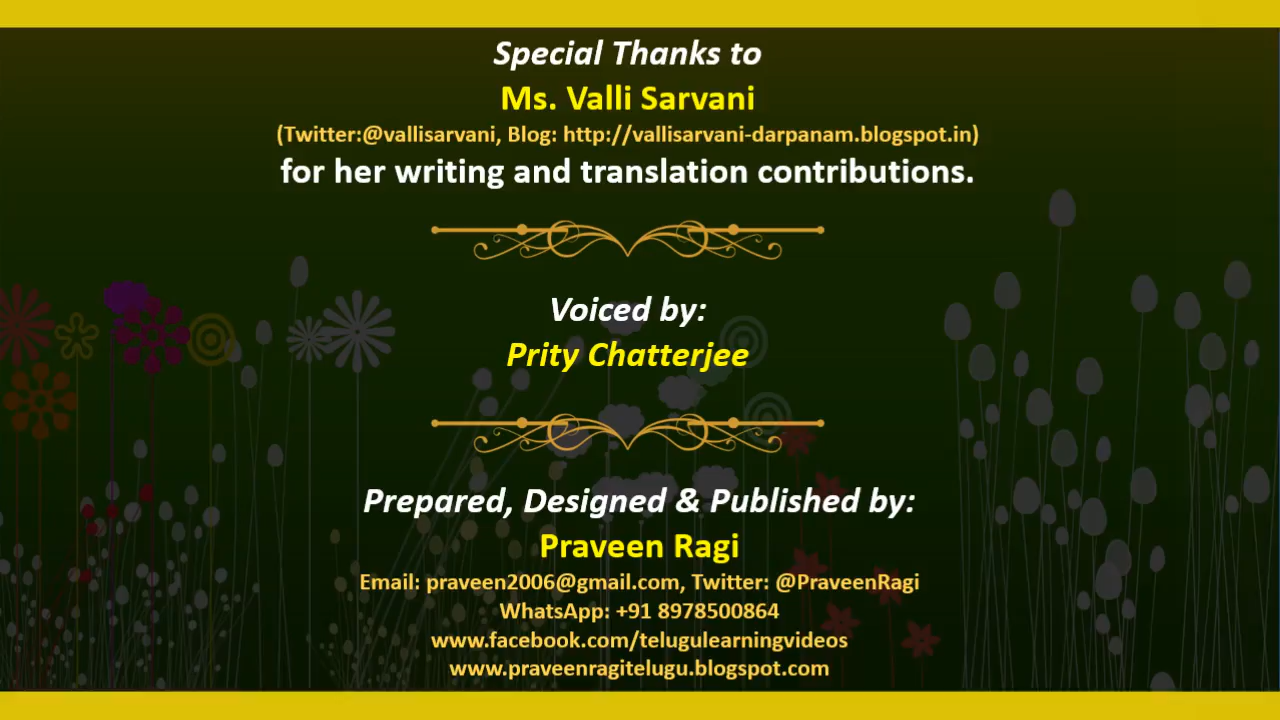 Special Thanks to
Ms. Valli Sarvani
(Twitter:@vallisarvani, Blog: http://vallisarvani-darpanam.blogspot.in)
for her writing and translation contributions.
Voiced by:
Prity Chatterjee
Prepared, Designed & Published by:
Praveen Ragi
Email: praveen2006@gmail.com, Twitter: @PraveenRagi
WhatsApp: +91 8978500864
www.facebook.com/telugulearningvideos
www.praveenragitelugu.blogspot.com